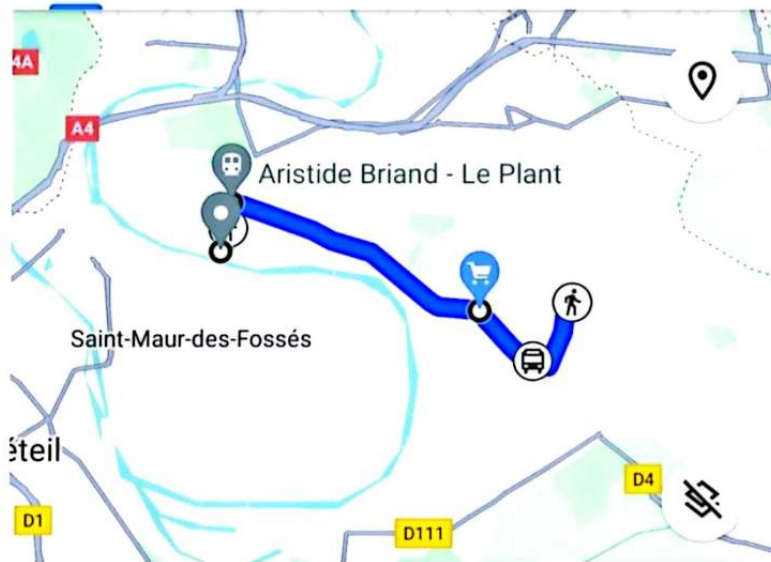 4A
A4
Aristide Briand - Le Plant
Saint-Maur-des-Fossés
éteil
D4
D1
D111